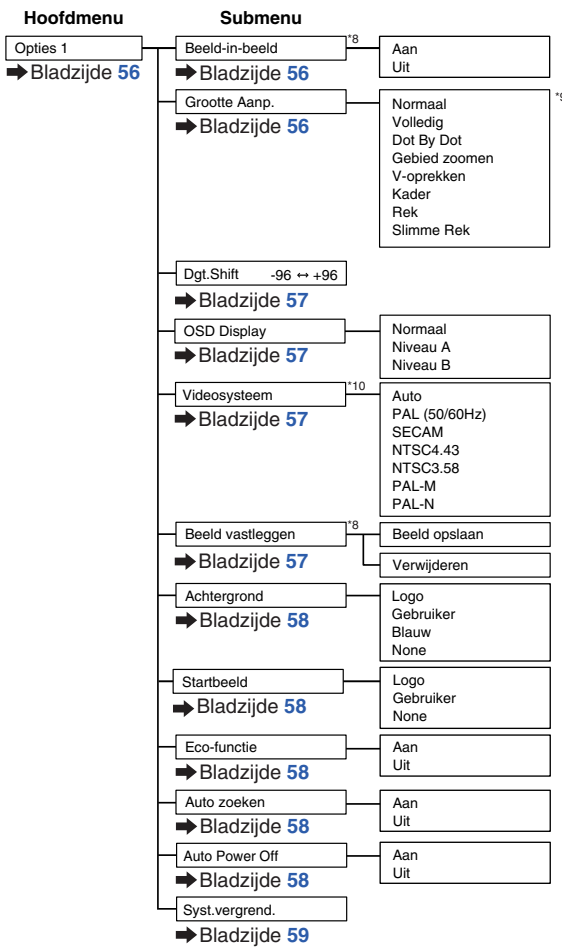 Hoofdmenu Submenu
Opties 1
➡Bladzijde 56
Beeld-in-beeld *8
➡Bladzijde 56
Aan
Uit
Grootte Aanp.
➡Bladzijde 56
Normaal *9
Volledig
Dot By Dot
Gebied zoomen
V-oprekken
Kader
Rek
Slimme Rek
Dgt.Shift -96 ↔ +96
➡Bladzijde 57
OSD Display
➡Bladzijde 57
Normaal
Niveau A
Niveau B
Videosysteem *10
➡Bladzijde 57
Auto
PAL (50/60Hz)
SECAM
NTSC4.43
NTSC3.58
PAL-M
PAL-N
Beeld vastleggen *8
➡Bladzijde 57
Beeld opslaan
Verwijderen
Achtergrond
➡Bladzijde 58
Logo
Gebruiker
Blauw
None
Startbeeld
➡Bladzijde 58
Logo
Gebruiker
None
Eco-functie
➡Bladzijde 58
Aan
Uit
Auto zoeken
➡Bladzijde 58
Aan
Uit
Auto Power Off
➡Bladzijde 58
Aan
Uit
Syst.vergrend.
➡Bladzijde 59